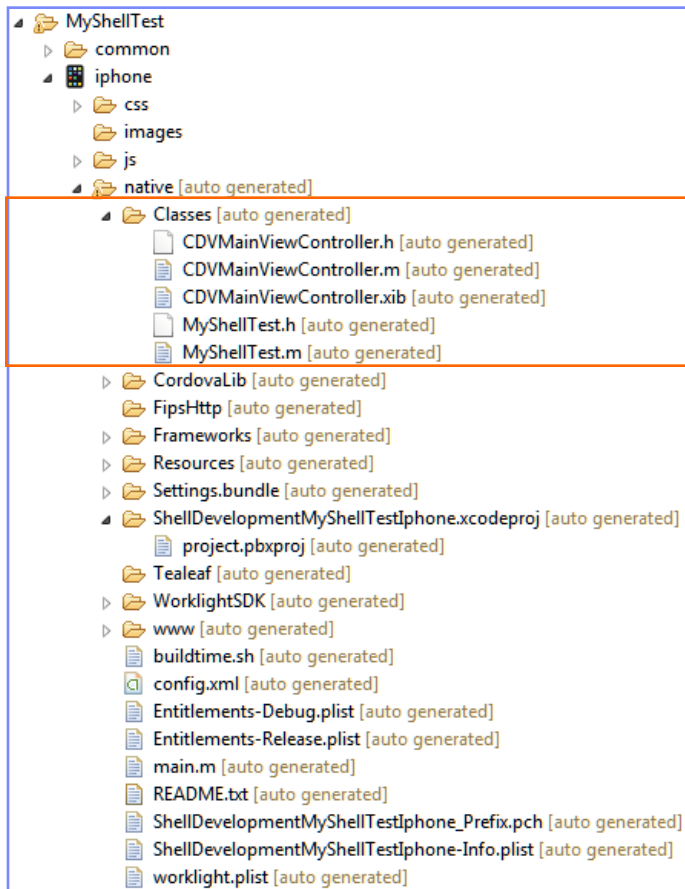 MyShellTest
common
iphone
css
images
js
native [auto generated]
Classes [auto generated]
CDVMainViewController.h [auto generated]
CDVMainViewController.m [auto generated]
CDVMainViewController.xib [auto generated]
MyShellTest.h [auto generated]
MyShellTest.m [auto generated]
CordovaLib [auto generated]
FipsHttp [auto generated]
Frameworks [auto generated]
Resources [auto generated]
Settings.bundle [auto generated]
ShellDevelopmentMyShellTestIphone.xcodeproj [auto generated]
project.pbxproj [auto generated]
Tealeaf [auto generated]
WorklightSDK [auto generated]
www [auto generated]
buildtime.sh [auto generated]
config.xml [auto generated]
Entitlements-Debug.plist [auto generated]
Entitlements-Release.plist [auto generated]
main.m [auto generated]
README.txt [auto generated]
ShellDevelopmentMyShellTestIphone_Prefix.pch [auto generated]
ShellDevelopmentMyShellTestIphone-Info.plist [auto generated]
worklight.plist [auto generated]